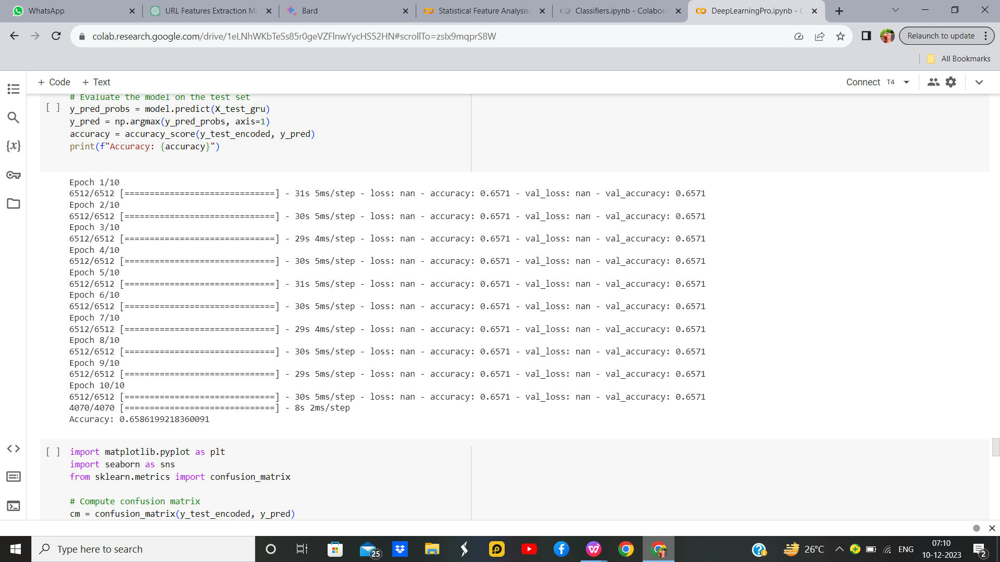 WhatsApp
URL Features Extraction Mo
Bard
Statistical Feature Analysis
Classifiers.ipynb - Colabora
DeepLearningPro.ipynb - C
colab.research.google.com/drive/1eLNhWKbTeSs85r0geVZFlnwYycHS52HN#scrollTo=zslx9mqprS8W
Relaunch to update
All Bookmarks
+ Code + Text
Connect T4
# Evaluate the model on the test set
[ ] y_pred_probs = model.predict(X_test_gru)
y_pred = np.argmax(y_pred_probs, axis=1)
accuracy = accuracy_score(y_test_encoded, y_pred)
print(f"Accuracy: {accuracy}")
Epoch 1/10
6512/6512 [==============================] - 31s 5ms/step - loss: nan - accuracy: 0.6571 - val_loss: nan - val_accuracy: 0.6571
Epoch 2/10
6512/6512 [==============================] - 30s 5ms/step - loss: nan - accuracy: 0.6571 - val_loss: nan - val_accuracy: 0.6571
Epoch 3/10
6512/6512 [==============================] - 29s 4ms/step - loss: nan - accuracy: 0.6571 - val_loss: nan - val_accuracy: 0.6571
Epoch 4/10
6512/6512 [==============================] - 30s 5ms/step - loss: nan - accuracy: 0.6571 - val_loss: nan - val_accuracy: 0.6571
Epoch 5/10
6512/6512 [==============================] - 31s 5ms/step - loss: nan - accuracy: 0.6571 - val_loss: nan - val_accuracy: 0.6571
Epoch 6/10
6512/6512 [==============================] - 30s 5ms/step - loss: nan - accuracy: 0.6571 - val_loss: nan - val_accuracy: 0.6571
Epoch 7/10
6512/6512 [==============================] - 29s 4ms/step - loss: nan - accuracy: 0.6571 - val_loss: nan - val_accuracy: 0.6571
Epoch 8/10
6512/6512 [==============================] - 30s 5ms/step - loss: nan - accuracy: 0.6571 - val_loss: nan - val_accuracy: 0.6571
Epoch 9/10
6512/6512 [==============================] - 29s 5ms/step - loss: nan - accuracy: 0.6571 - val_loss: nan - val_accuracy: 0.6571
Epoch 10/10
6512/6512 [==============================] - 30s 5ms/step - loss: nan - accuracy: 0.6571 - val_loss: nan - val_accuracy: 0.6571
4070/4070 [==============================] - 8s 2ms/step
Accuracy: 0.6586199218360091
[ ] import matplotlib.pyplot as plt
import seaborn as sns
from sklearn.metrics import confusion_matrix
# Compute confusion matrix
cm = confusion_matrix(y_test_encoded, y_pred)
Type here to search
25
26°C
ENG
07:10
10-12-2023
2